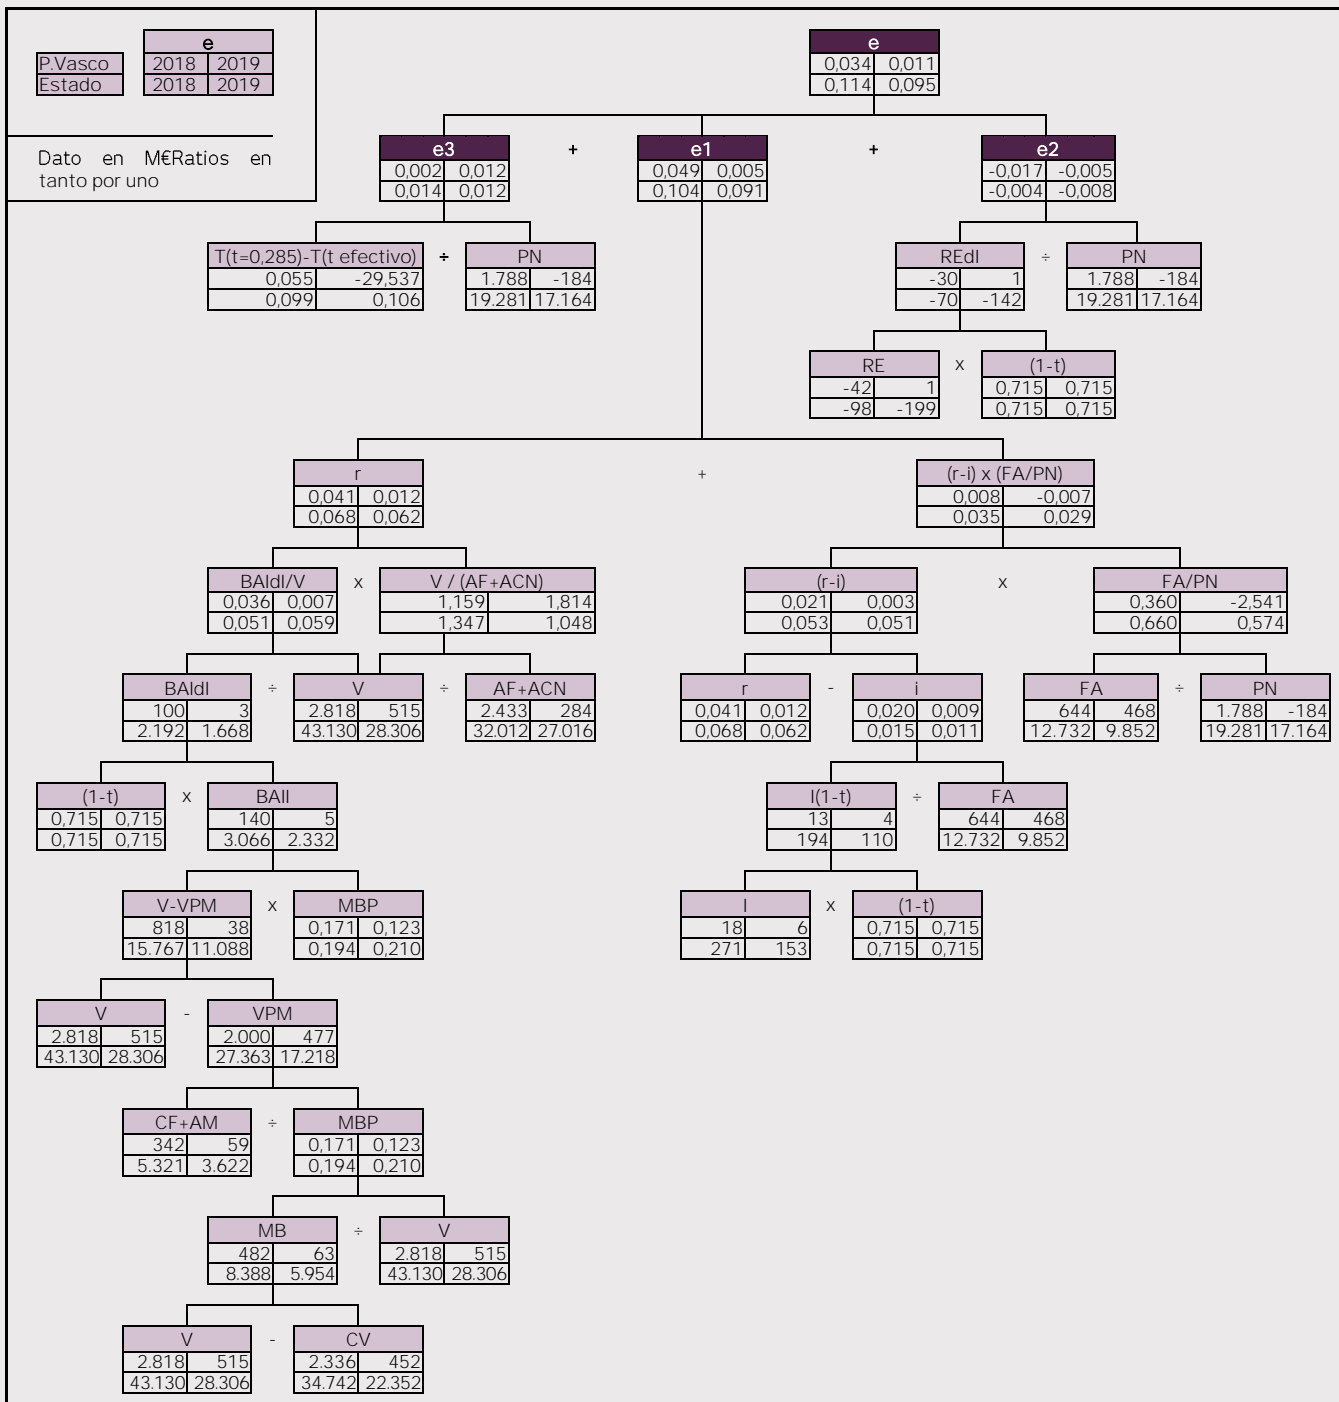 e
P.Vasco 2018 2019
Estado 2018 2019
Dato en M€Ratios en
tanto por uno
e
0,034 0,011
0,114 0,095
e3 + e1 + e2
0,002 0,012 0,049 0,005 -0,017 -0,005
0,014 0,012 0,104 0,091 -0,004 -0,008
T(t=0,285)-T(t efectivo) ÷ PN REdI ÷ PN
0,055 -29,537 1.788 -184 -30 1 1.788 -184
0,099 0,106 19.281 17.164 -70 -142 19.281 17.164
RE x (1-t)
-42 1 0,715 0,715
-98 -199 0,715 0,715
r + (r-i) x (FA/PN)
0,041 0,012 0,008 -0,007
0,068 0,062 0,035 0,029
BAIdI/V x V / (AF+ACN) (r-i) x FA/PN
0,036 0,007 1,159 1,814 0,021 0,003 0,360 -2,541
0,051 0,059 1,347 1,048 0,053 0,051 0,660 0,574
BAIdI ÷ V ÷ AF+ACN r - i FA ÷ PN
100 3 2.818 515 2.433 284 0,041 0,012 0,020 0,009 644 468 1.788 -184
2.192 1.668 43.130 28.306 32.012 27.016 0,068 0,062 0,015 0,011 12.732 9.852 19.281 17.164
(1-t) x BAII I(1-t) ÷ FA
0,715 0,715 140 5 13 4 644 468
0,715 0,715 3.066 2.332 194 110 12.732 9.852
V-VPM x MBP I x (1-t)
818 38 0,171 0,123 18 6 0,715 0,715
15.767 11.088 0,194 0,210 271 153 0,715 0,715
V - VPM
2.818 515 2.000 477
43.130 28.306 27.363 17.218
CF+AM ÷ MBP
342 59 0,171 0,123
5.321 3.622 0,194 0,210
MB ÷ V
482 63 2.818 515
8.388 5.954 43.130 28.306
V - CV
2.818 515 2.336 452
43.130 28.306 34.742 22.352